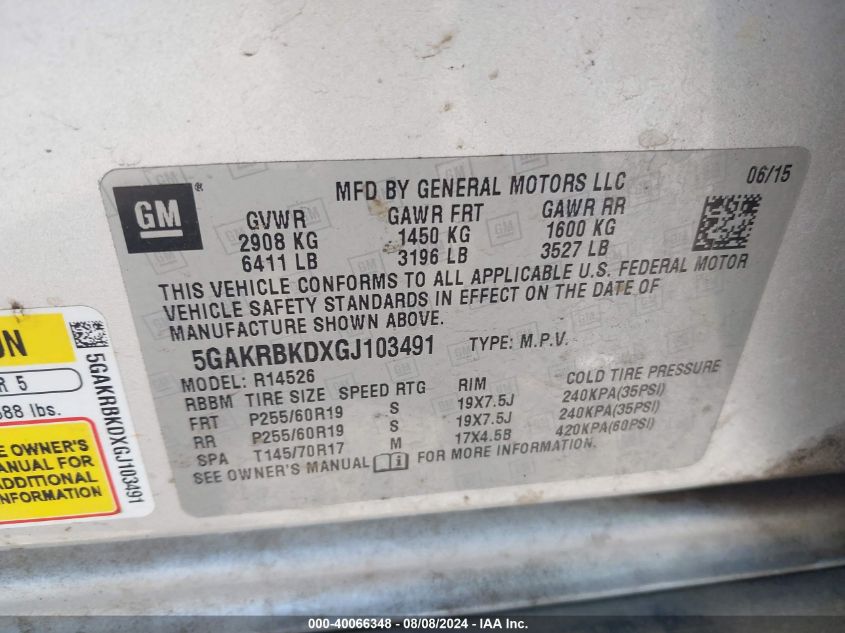 MFD BY GENERAL MOTORS LLC
06/15
GM
®
GVWR GAWR FRT GAWR RR
2908 KG 1450 KG 1600 KG
6411 LB 3196 LB 3527 LB
THIS VEHICLE CONFORMS TO ALL APPLICABLE U.S. FEDERAL MOTOR
VEHICLE SAFETY STANDARDS IN EFFECT ON THE DATE OF
MANUFACTURE SHOWN ABOVE.
5GAKRBKDXGJ103491 TYPE: M.P.V.
MODEL: R14526
RBBM TIRE SIZE SPEED RTG RIM COLD TIRE PRESSURE
FRT P255/60R19 S 19X7.5J 240KPA(35PSI)
RR P255/60R19 S 19X7.5J 240KPA(35PSI)
SPA T145/70R17 M 17X4.5B 420KPA(60PSI)
SEE OWNER'S MANUAL FOR MORE INFORMATION.
ON
R 5
388 lbs.
E OWNER'S
ANUAL FOR
ADDITIONAL
NFORMATION
5GAKRBKDXGJ103491
000-40066348 - 08/08/2024 - IAA Inc.